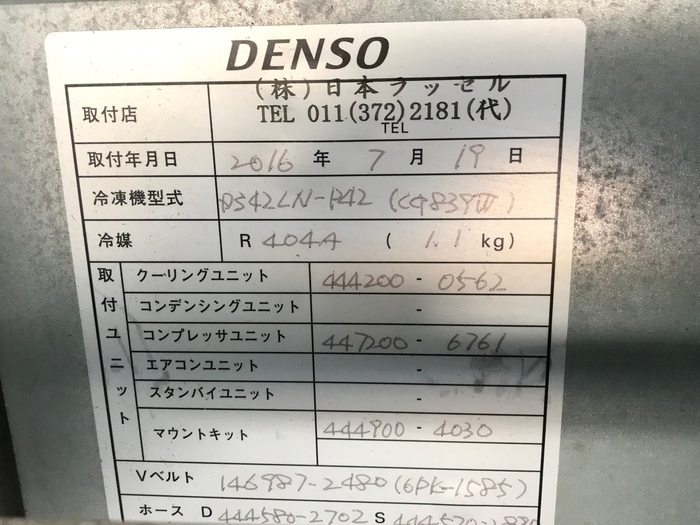 DENSO
(株)日本ラッセル
取付店 TEL 011(372)2181(代)
TEL
取付年月日 2016 年 7 月 19 日
冷凍機型式 DS42LN-P42 (CG839W)
冷媒 R 404A ( 1.1 kg)
取付ユニット
クーリングユニット 444200 - 0562
コンデンシングユニット -
コンプレッサユニット 447200 - 6761
エアコンユニット -
スタンバイユニット -
マウントキット 444900 - 4030
Vベルト 146987-2480 (6PK-1585)
ホース D 444580-2702 S